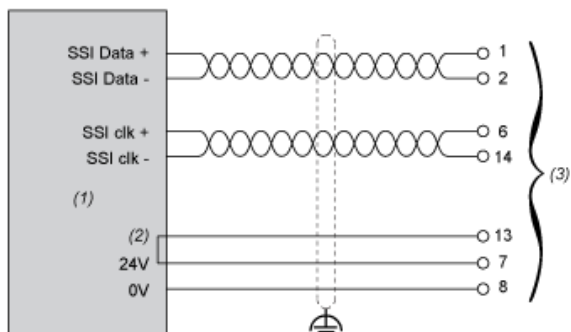 SSI Data + 1
SSI Data - 2
SSI clk + 6
SSI clk - 14
(1)
(3)
(2) 13
24V 7
0V 8